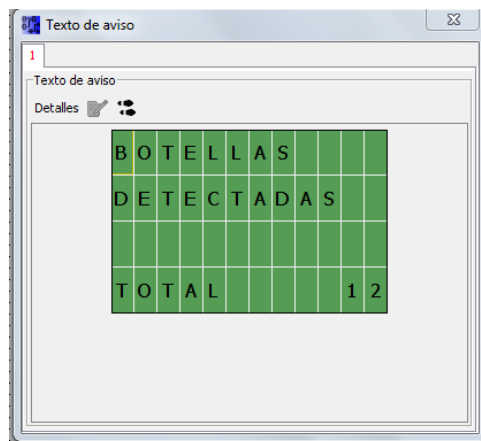 Texto de aviso
1
Texto de aviso
Detalles
BOTELLAS
DETECTADAS
TOTAL 12